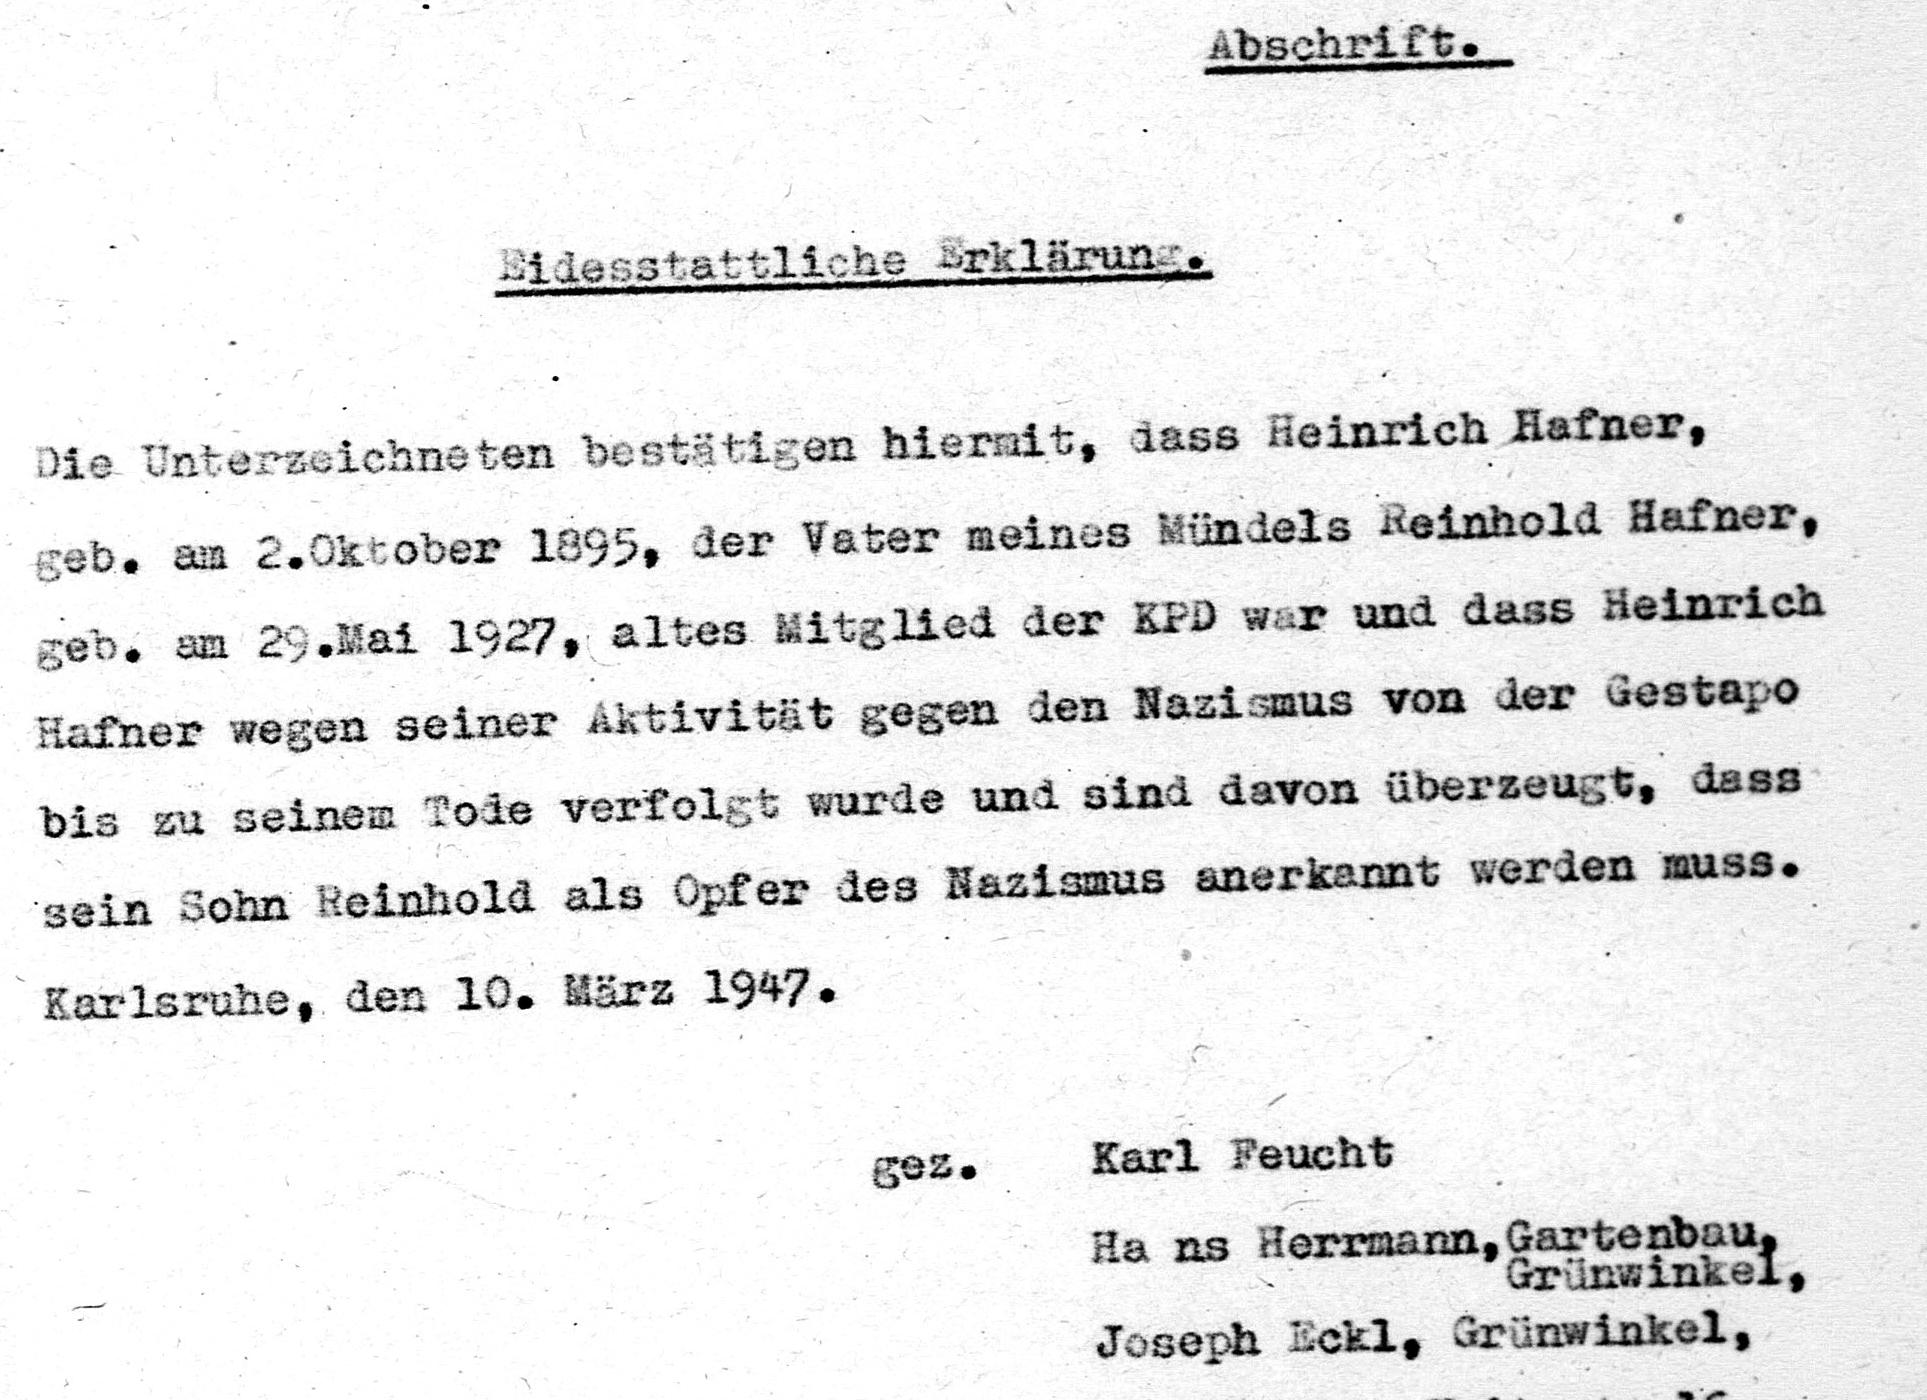 Abschrift.
Eidesstattliche Erklärung.
Die Unterzeichneten bestätigen hiermit, dass Heinrich Hafner,
geb. am 2.Oktober 1895, der Vater meines Mündels Reinhold Hafner,
geb. am 29.Mai 1927, altes Mitglied der KPD war und dass Heinrich
Hafner wegen seiner Aktivität gegen den Nazismus von der Gestapo
bis zu seinem Tode verfolgt wurde und sind davon überzeugt, dass
sein Sohn Reinhold als Opfer des Nazismus anerkannt werden muss.
Karlsruhe, den 10. März 1947.
gez. Karl Feucht
Ha ns Herrmann, Gartenbau,
Grünwinkel,
Joseph Eckl, Grünwinkel,